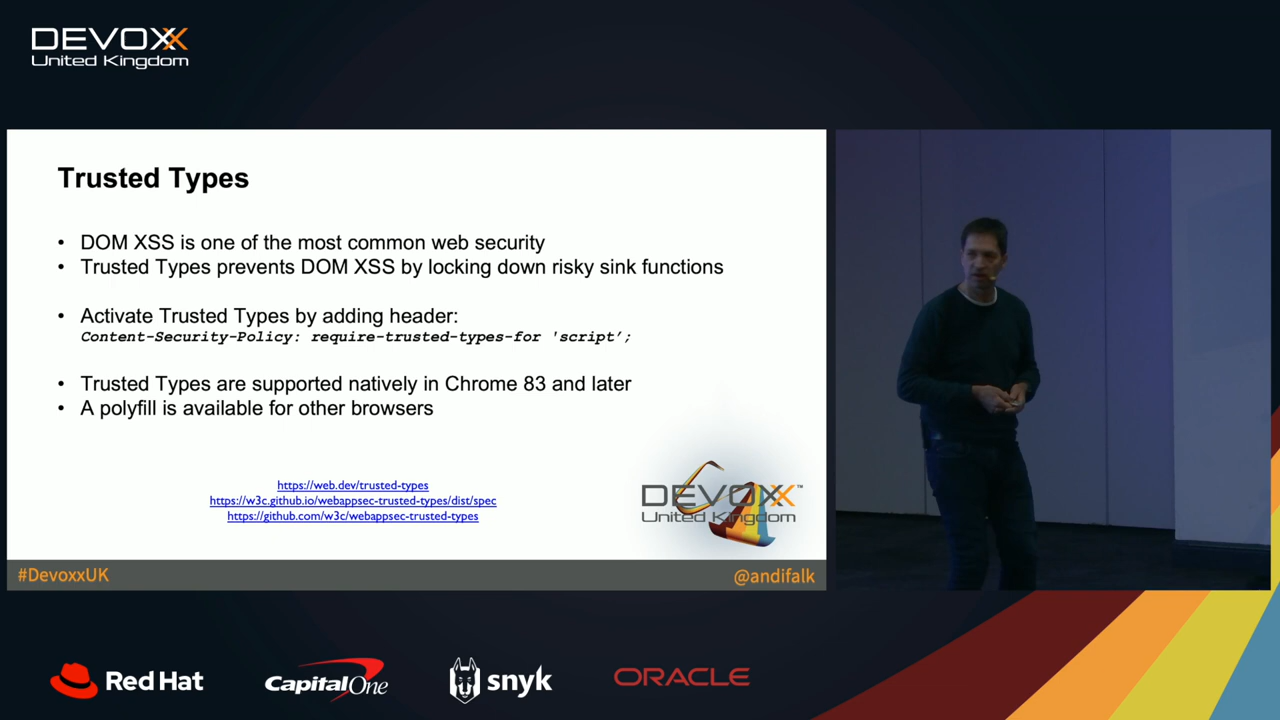 DEVOXX
United Kingdom
Trusted Types
• DOM XSS is one of the most common web security
• Trusted Types prevents DOM XSS by locking down risky sink functions
• Activate Trusted Types by adding header:
Content-Security-Policy: require-trusted-types-for 'script’;
• Trusted Types are supported natively in Chrome 83 and later
• A polyfill is available for other browsers
https://web.dev/trusted-types
https://w3c.github.io/webappsec-trusted-types/dist/spec
https://github.com/w3c/webappsec-trusted-types
DEVOXX™
United Kingdom
#DevoxxUK
@andifalk
Red Hat
Capital One
snyk
ORACLE